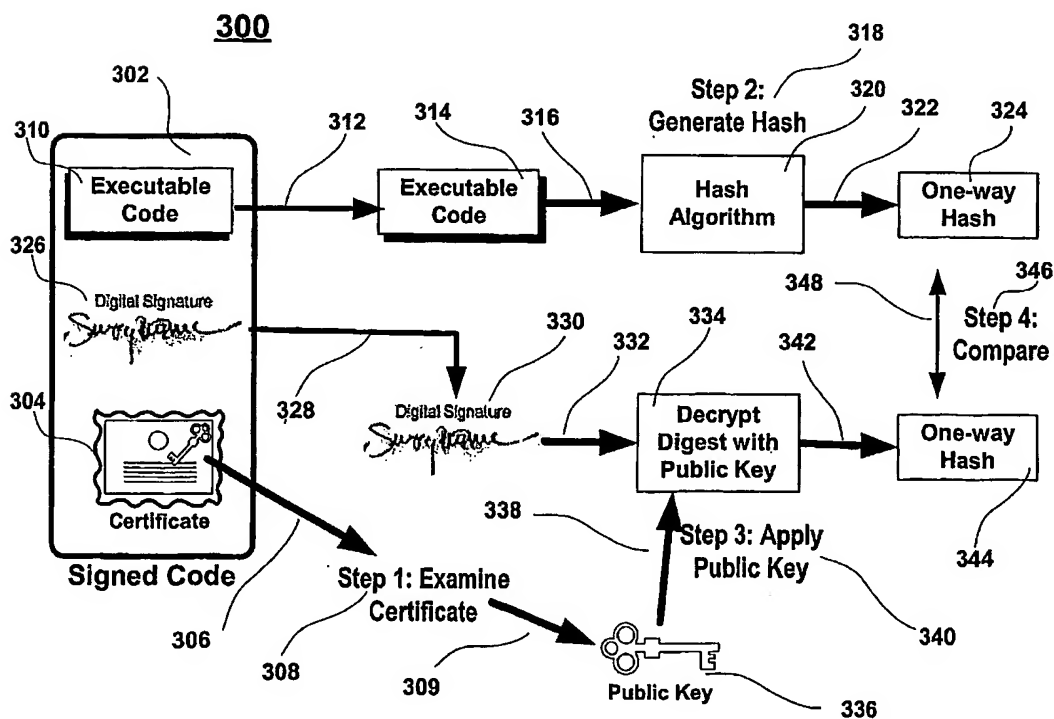 300
302
310
Executable
Code
312
314
Executable
Code
316
Step 2:
Generate Hash
318
320
Hash
Algorithm
322
324
One-way
Hash
326
Digital Signature
328
330
Digital Signature
332
334
Decrypt
Digest with
Public Key
342
348
346
Step 4:
Compare
One-way
Hash
344
304
Certificate
Signed Code
306
Step 1: Examine
Certificate
308
309
338
Step 3: Apply
Public Key
340
Public Key
336